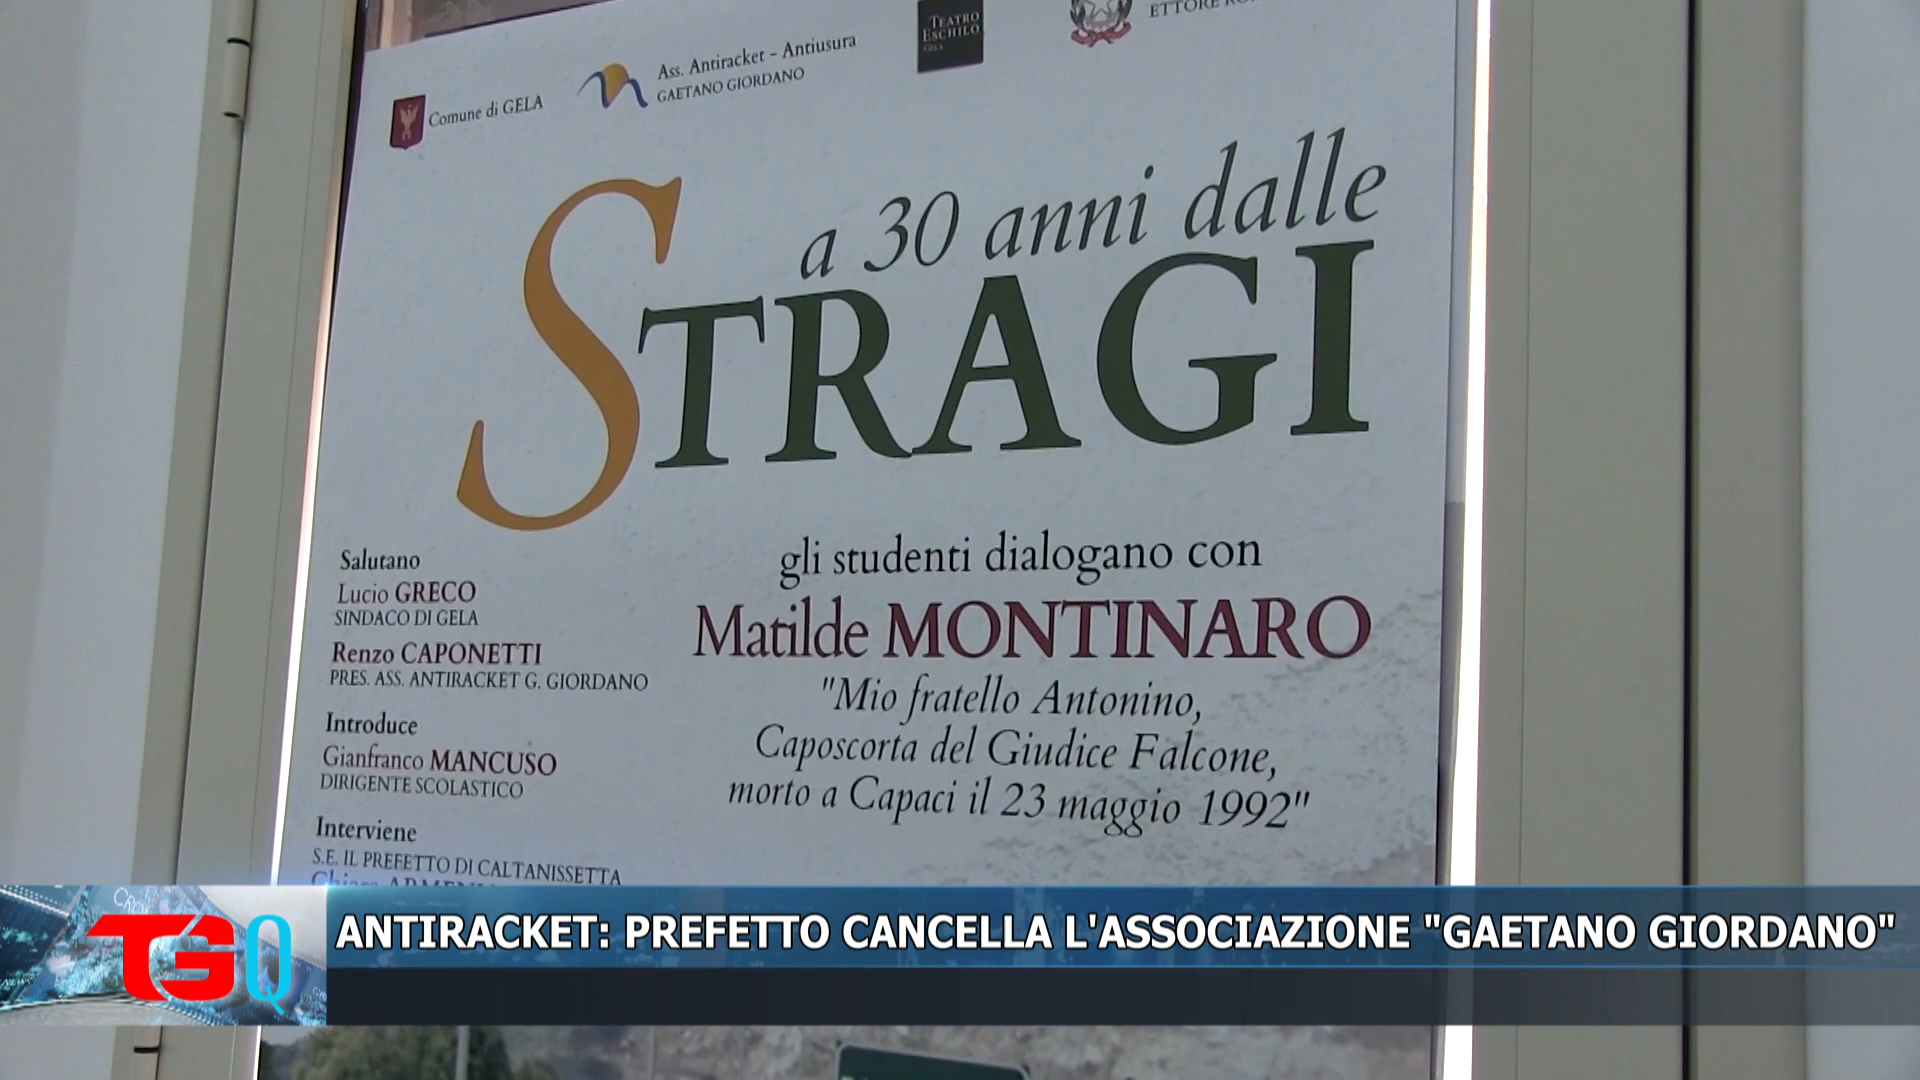 Comune di GELA
Ass. Antiracket - Antiusura
GAETANO GIORDANO
TEATRO
ESCHILO
GELA
ETTORE
a 30 anni dalle
STRAGI
Salutano
Lucio GRECO
SINDACO DI GELA
Renzo CAPONETTI
PRES. ASS. ANTIRACKET G. GIORDANO
Introduce
Gianfranco MANCUSO
DIRIGENTE SCOLASTICO
Interviene
S.E. IL PREFETTO DI CALTANISSETTA
gli studenti dialogano con
Matilde MONTINARO
"Mio fratello Antonino,
Caposcorta del Giudice Falcone,
morto a Capaci il 23 maggio 1992"
TGQ
ANTIRACKET: PREFETTO CANCELLA L'ASSOCIAZIONE "GAETANO GIORDANO"